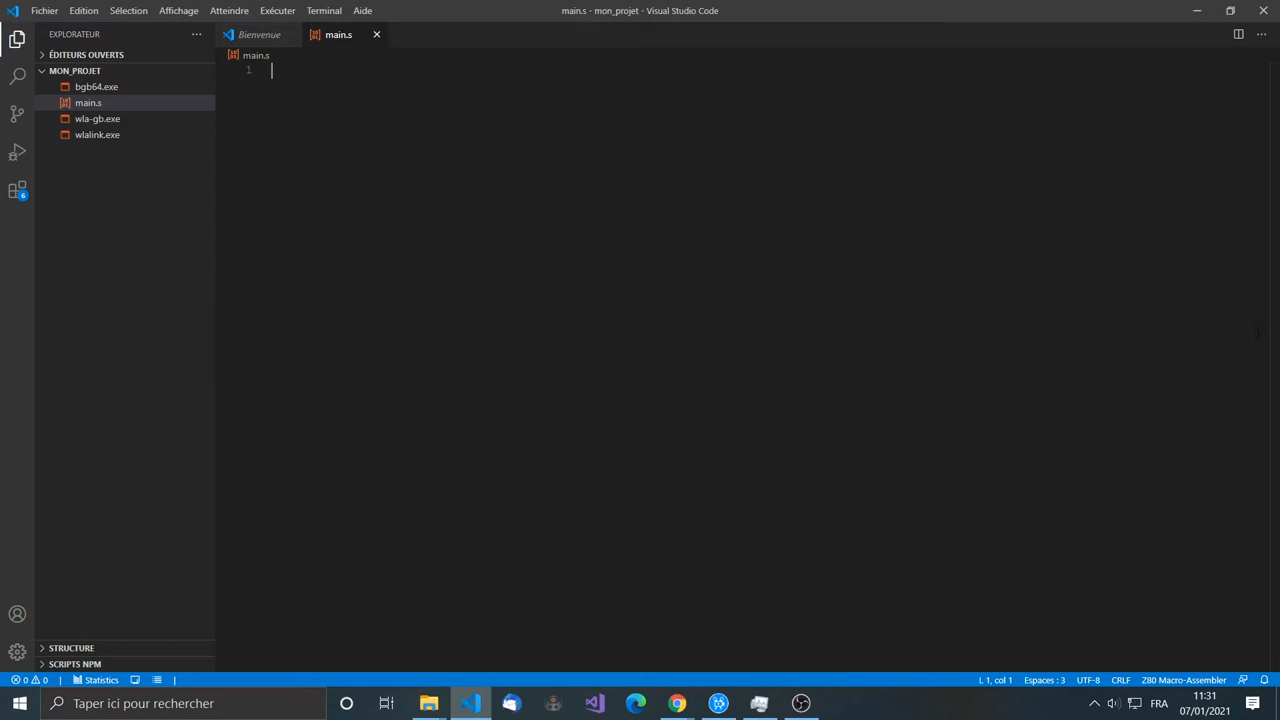 Fichier Edition Sélection Affichage Atteindre Exécuter Terminal Aide main.s - mon_projet - Visual Studio Code
EXPLORATEUR
Bienvenue
main.s
ÉDITEURS OUVERTS
main.s
MON_PROJET
1
bgb64.exe
main.s
wla-gb.exe
wlalink.exe
6
STRUCTURE
SCRIPTS NPM
0 0 Statistics L 1, col 1 Espaces : 3 UTF-8 CRLF Z80 Macro-Assembler
Taper ici pour rechercher
FRA
11:31
07/01/2021